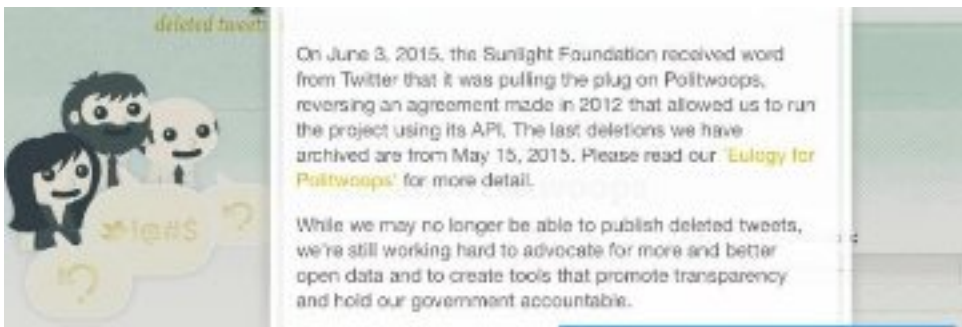 deleted tweets
On June 3, 2015, the Sunlight Foundation received word
from Twitter that it was pulling the plug on Politwoops,
reversing an agreement made in 2012 that allowed us to run
the project using its API. The last deletions we have
archived are from May 15, 2015. Please read our 'Eulogy for
Politwoops' for more detail.
While we may no longer be able to publish deleted tweets,
we're still working hard to advocate for more and better
open data and to create tools that promote transparency
and hold our government accountable.
!@#$
!?
!?